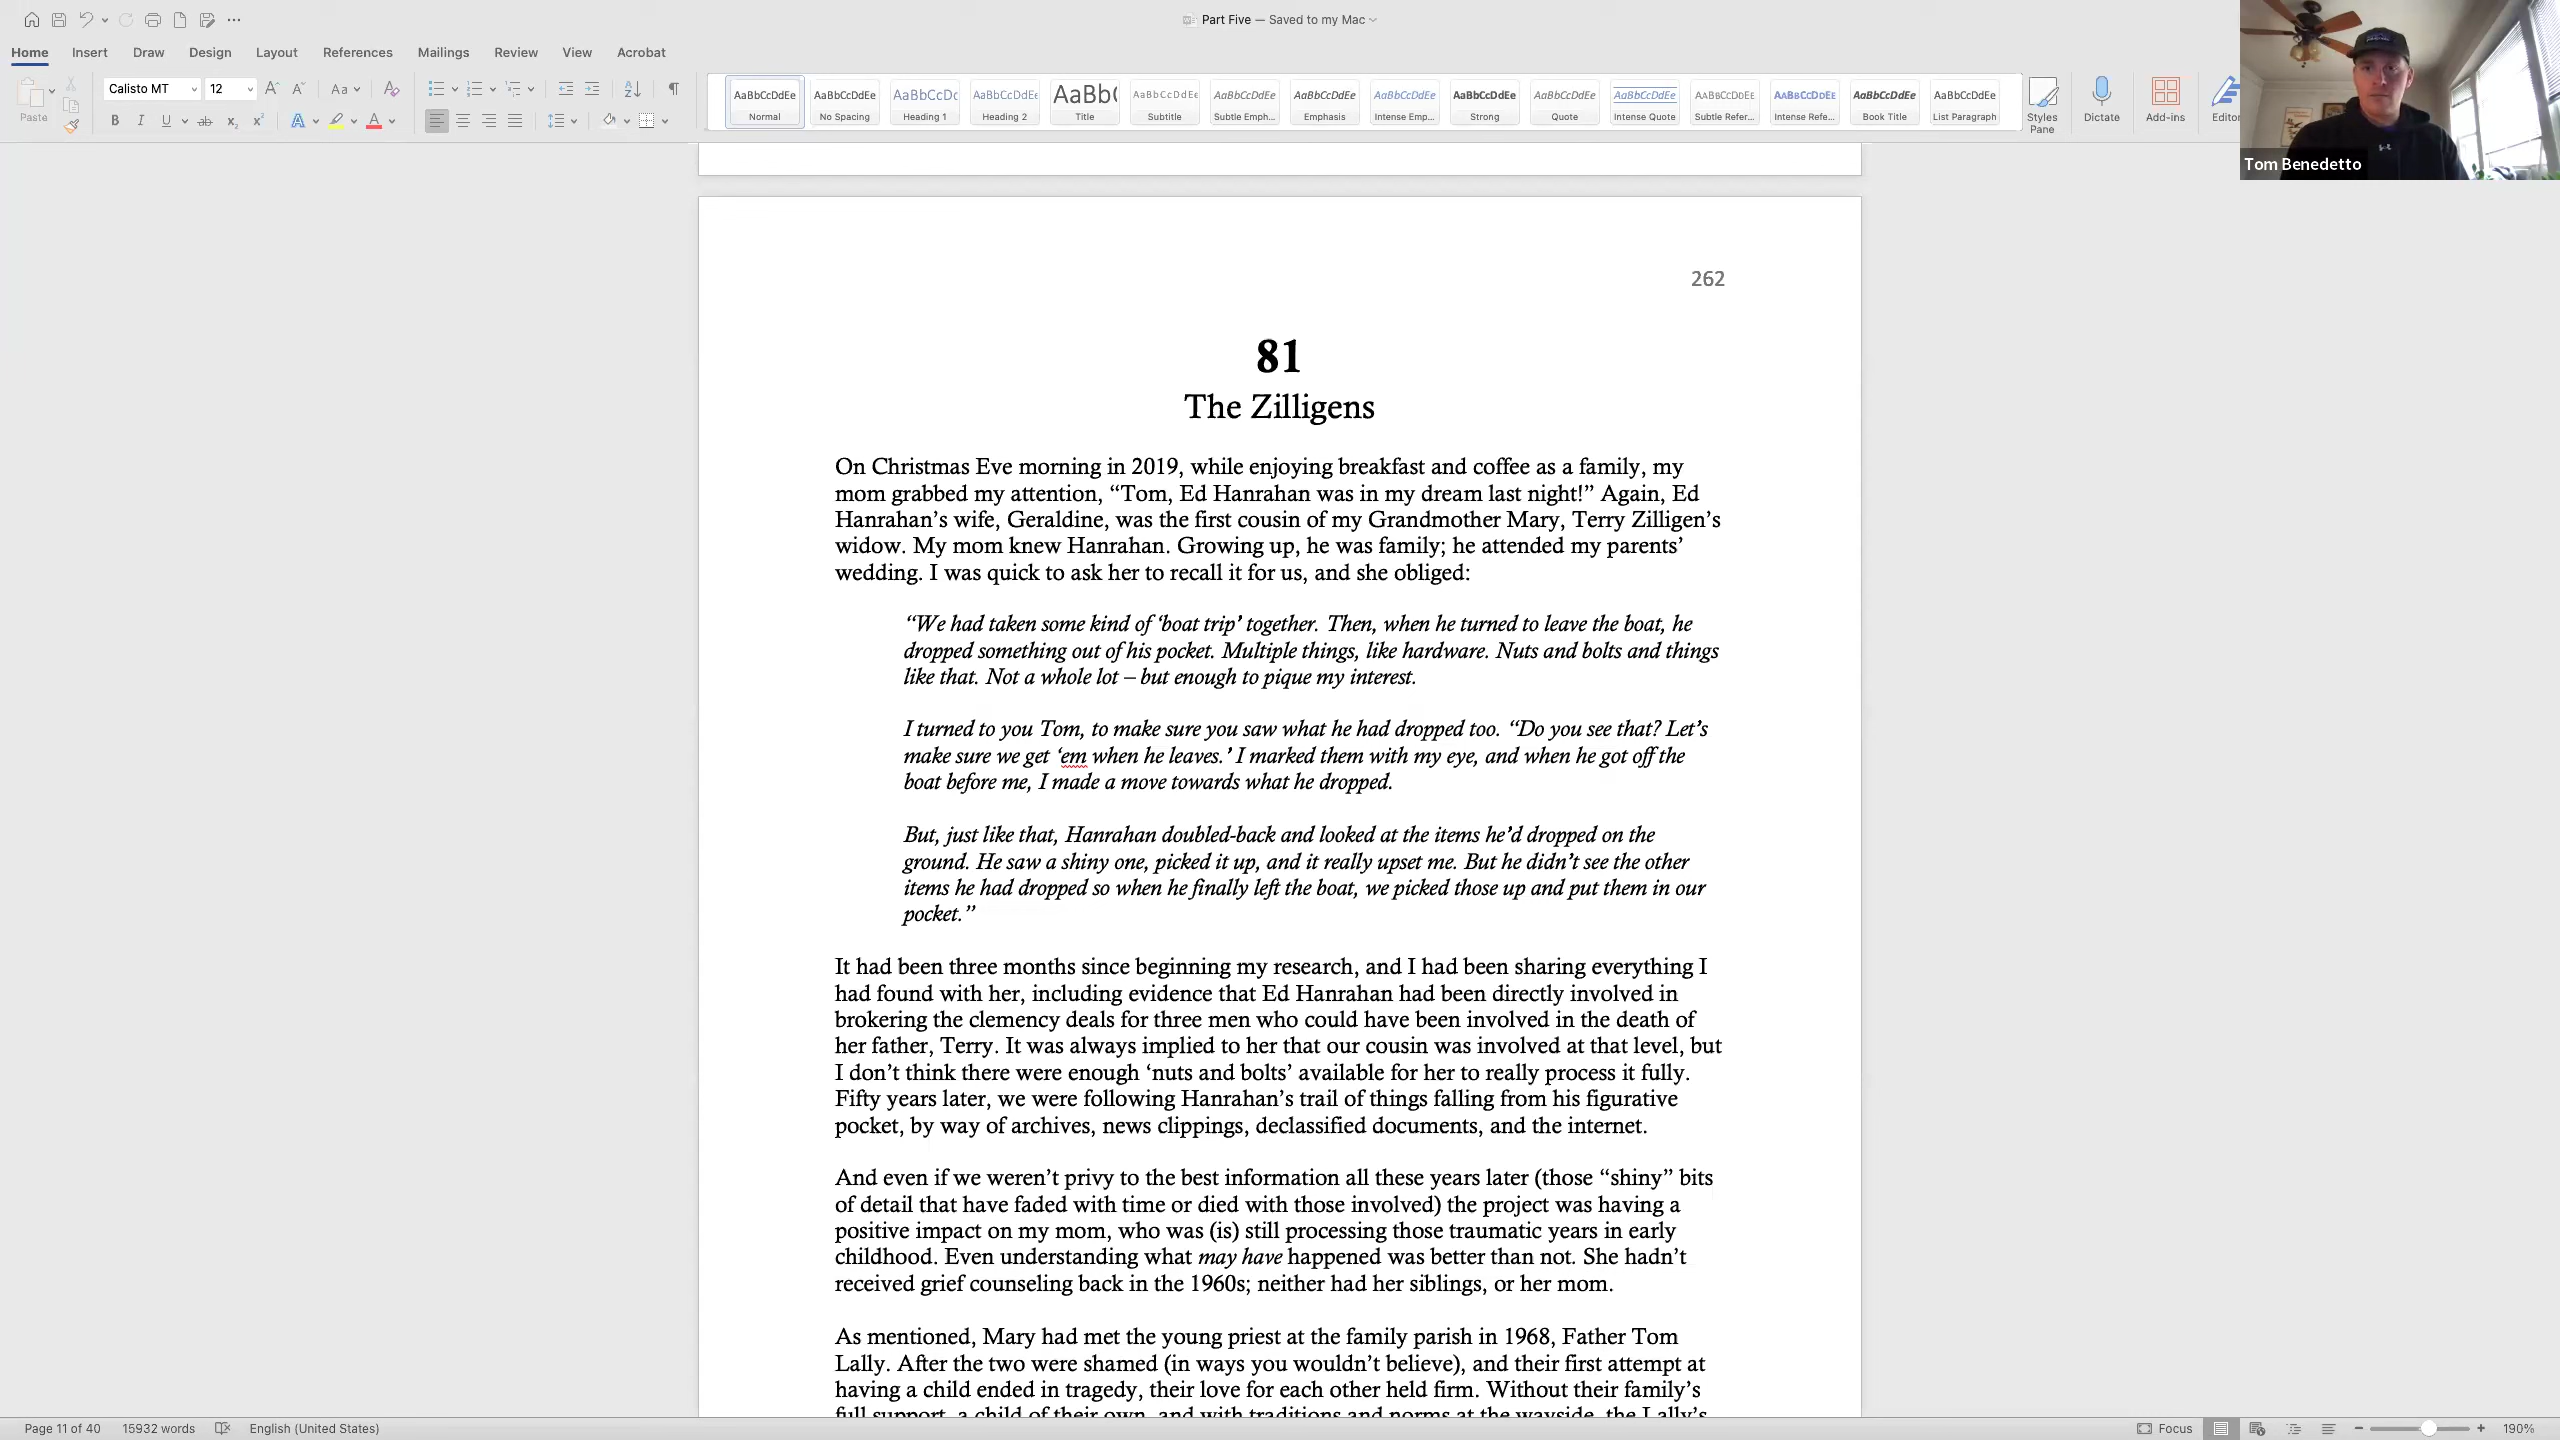 Part Five — Saved to my Mac
Home Insert Draw Design Layout References Mailings Review View Acrobat
Paste
Calisto MT 12
AaBbCcDdEe AaBbCcDdEe AaBbCcDc AaBbCcDdEe AaBb( AaBbCcDdEe AaBbCcDdEe AaBbCcDdEe AaBbCcDdEe AaBbCcDdEe AaBbCcDdEe AaBbCcDdEe AABBCCDDEE AABBCCDDEE AaBbCcDdEe AaBbCcDdEe
Normal No Spacing Heading 1 Heading 2 Title Subtitle Subtle Emph... Emphasis Intense Emp... Strong Quote Intense Quote Subtle Refer... Intense Refe... Book Title List Paragraph
Styles Pane
Dictate
Add-ins
Editor
Tom Benedetto
262
81
The Zilligens
On Christmas Eve morning in 2019, while enjoying breakfast and coffee as a family, my
mom grabbed my attention, “Tom, Ed Hanrahan was in my dream last night!” Again, Ed
Hanrahan’s wife, Geraldine, was the first cousin of my Grandmother Mary, Terry Zilligen’s
widow. My mom knew Hanrahan. Growing up, he was family; he attended my parents’
wedding. I was quick to ask her to recall it for us, and she obliged:
“We had taken some kind of ‘boat trip’ together. Then, when he turned to leave the boat, he
dropped something out of his pocket. Multiple things, like hardware. Nuts and bolts and things
like that. Not a whole lot – but enough to pique my interest.
I turned to you Tom, to make sure you saw what he had dropped too. “Do you see that? Let’s
make sure we get ‘em when he leaves.’ I marked them with my eye, and when he got off the
boat before me, I made a move towards what he dropped.
But, just like that, Hanrahan doubled-back and looked at the items he’d dropped on the
ground. He saw a shiny one, picked it up, and it really upset me. But he didn’t see the other
items he had dropped so when he finally left the boat, we picked those up and put them in our
pocket.”
It had been three months since beginning my research, and I had been sharing everything I
had found with her, including evidence that Ed Hanrahan had been directly involved in
brokering the clemency deals for three men who could have been involved in the death of
her father, Terry. It was always implied to her that our cousin was involved at that level, but
I don’t think there were enough ‘nuts and bolts’ available for her to really process it fully.
Fifty years later, we were following Hanrahan’s trail of things falling from his figurative
pocket, by way of archives, news clippings, declassified documents, and the internet.
And even if we weren’t privy to the best information all these years later (those “shiny” bits
of detail that have faded with time or died with those involved) the project was having a
positive impact on my mom, who was (is) still processing those traumatic years in early
childhood. Even understanding what may have happened was better than not. She hadn’t
received grief counseling back in the 1960s; neither had her siblings, or her mom.
As mentioned, Mary had met the young priest at the family parish in 1968, Father Tom
Lally. After the two were shamed (in ways you wouldn’t believe), and their first attempt at
having a child ended in tragedy, their love for each other held firm. Without their family’s
full support, a child of their own, and with traditions and norms at the wayside, the Lally’s
Page 11 of 40 15932 words English (United States) Focus 190%